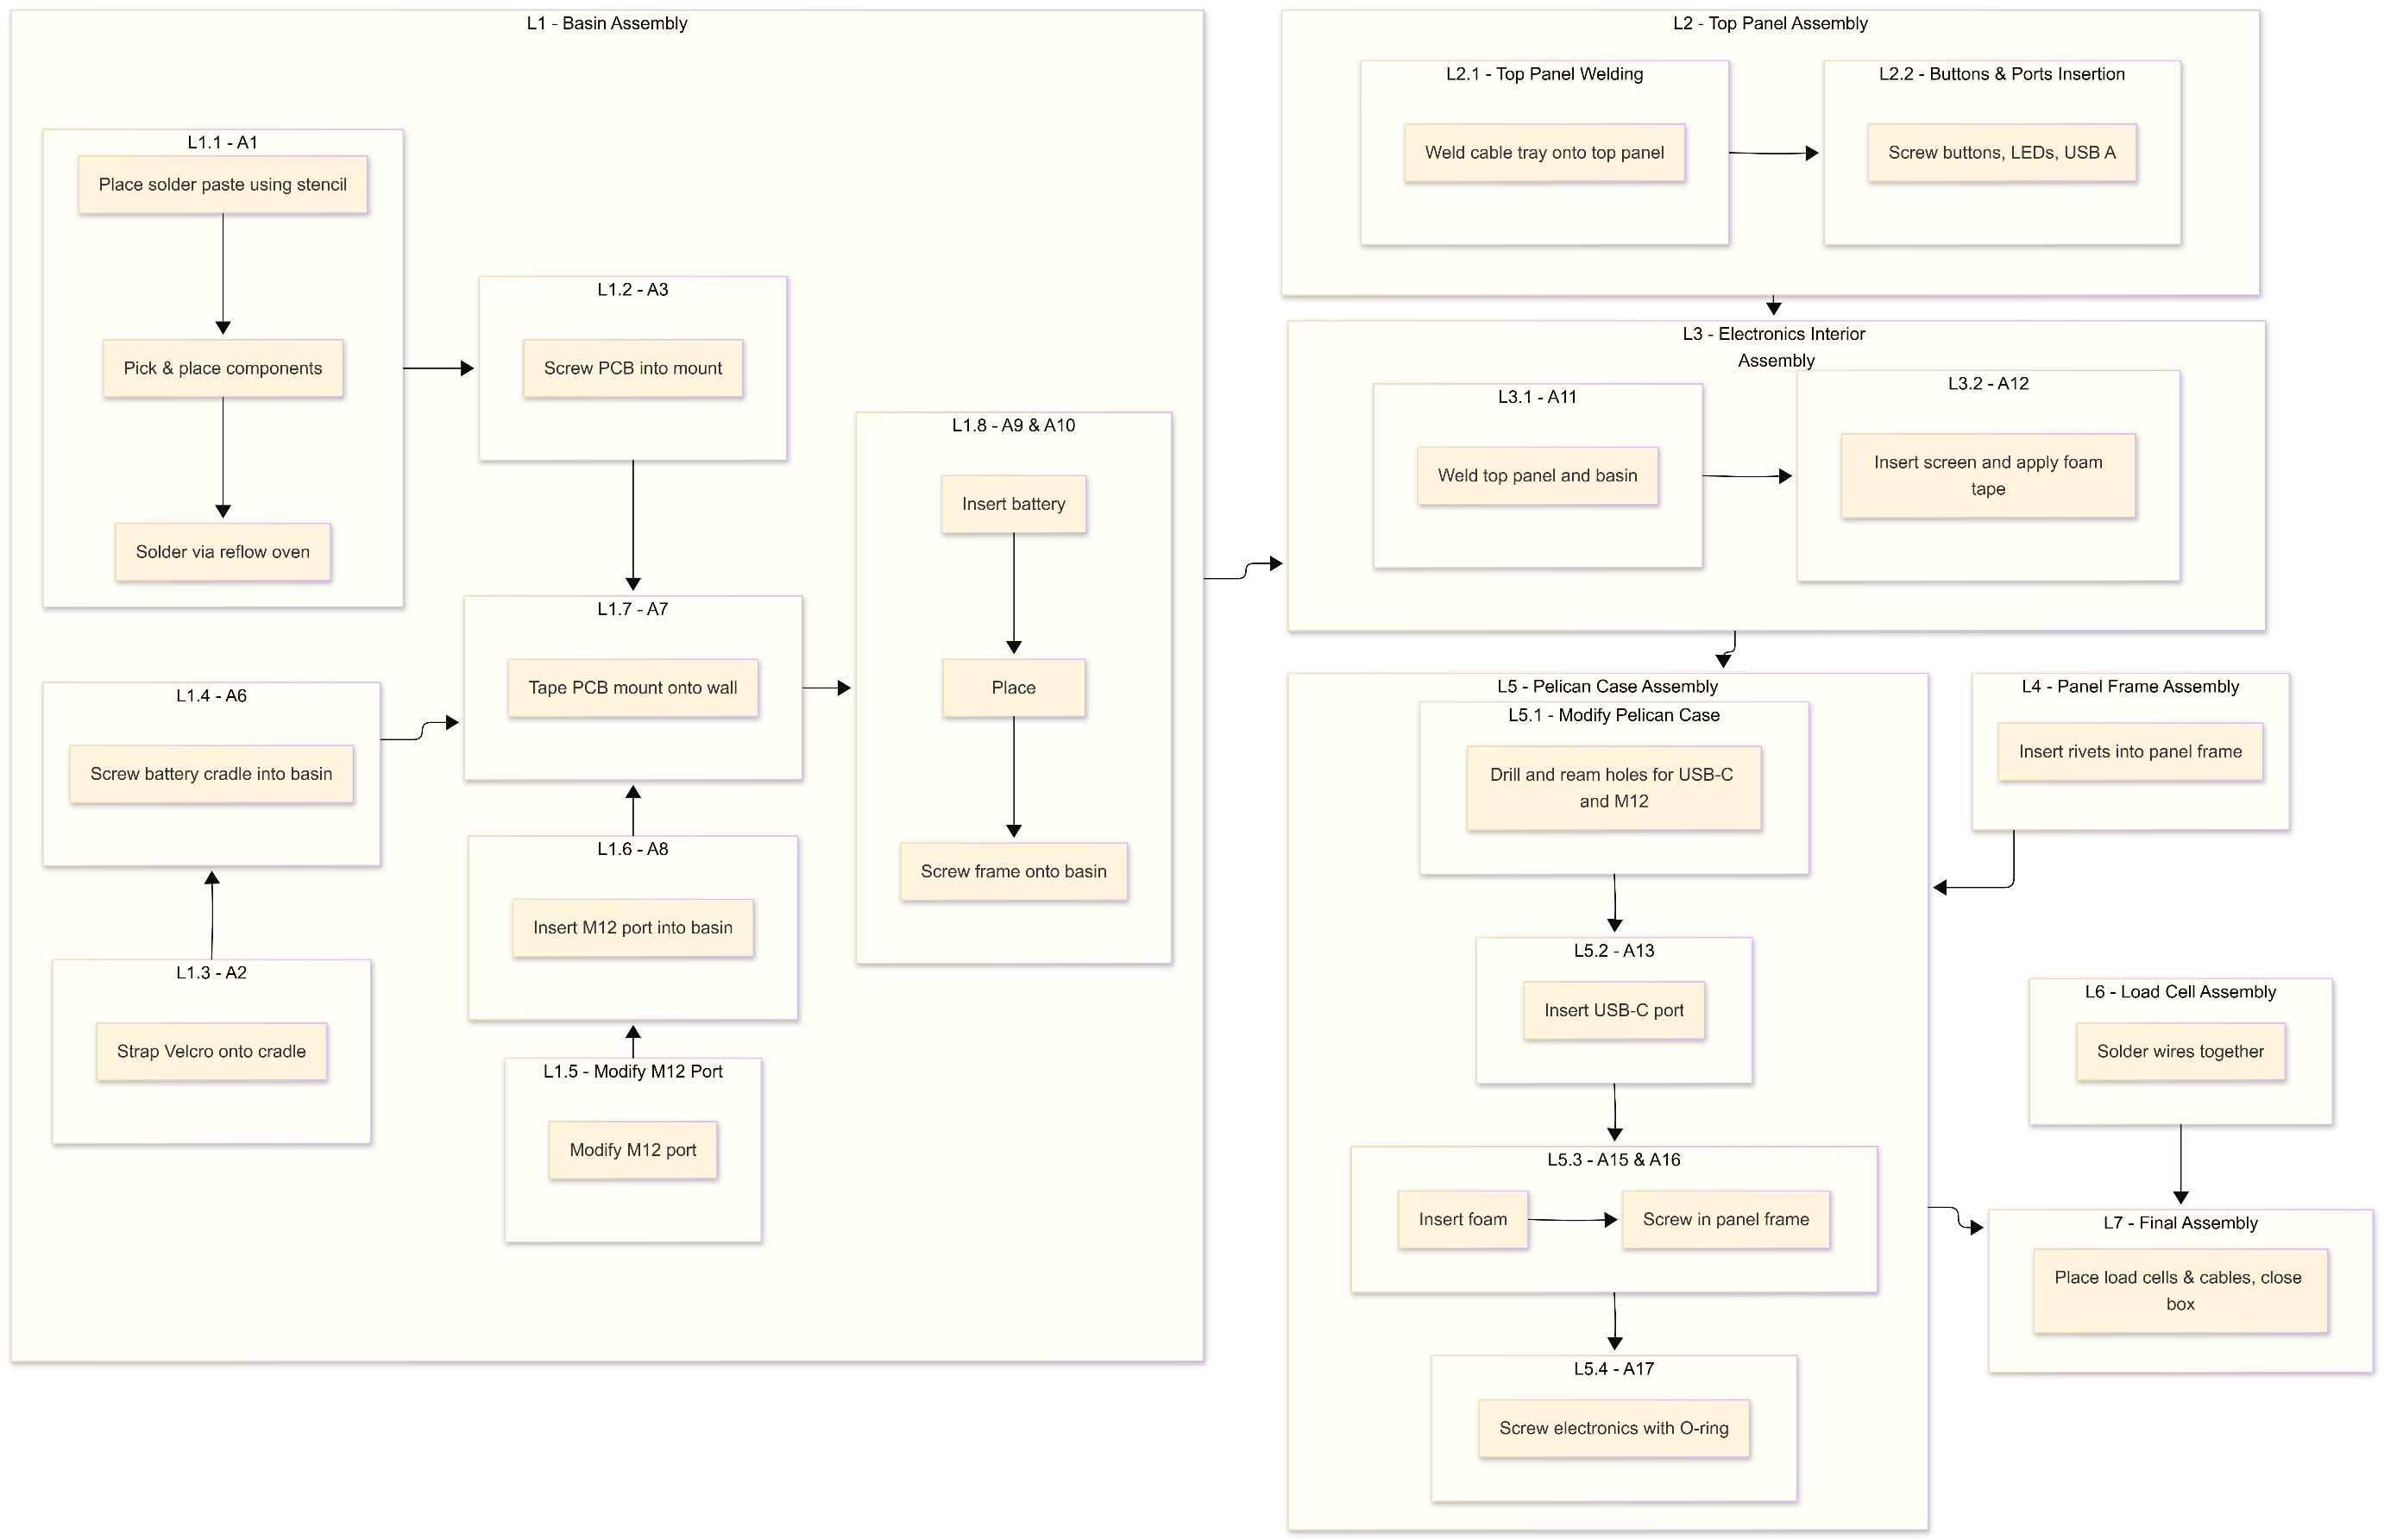 L1 - Basin Assembly
L1.1 - A1
Place solder paste using stencil
Pick & place components
Solder via reflow oven
L1.2 - A3
Screw PCB into mount
L1.4 - A6
Screw battery cradle into basin
L1.3 - A2
Strap Velcro onto cradle
L1.7 - A7
Tape PCB mount onto wall
L1.6 - A8
Insert M12 port into basin
L1.5 - Modify M12 Port
Modify M12 port
L1.8 - A9 & A10
Insert battery
Place
Screw frame onto basin
L2 - Top Panel Assembly
L2.1 - Top Panel Welding
Weld cable tray onto top panel
L2.2 - Buttons & Ports Insertion
Screw buttons, LEDs, USB A
L3 - Electronics Interior
Assembly
L3.1 - A11
Weld top panel and basin
L3.2 - A12
Insert screen and apply foam
tape
L5 - Pelican Case Assembly
L5.1 - Modify Pelican Case
Drill and ream holes for USB-C
and M12
L5.2 - A13
Insert USB-C port
L5.3 - A15 & A16
Insert foam
Screw in panel frame
L5.4 - A17
Screw electronics with O-ring
L4 - Panel Frame Assembly
Insert rivets into panel frame
L6 - Load Cell Assembly
Solder wires together
L7 - Final Assembly
Place load cells & cables, close
box